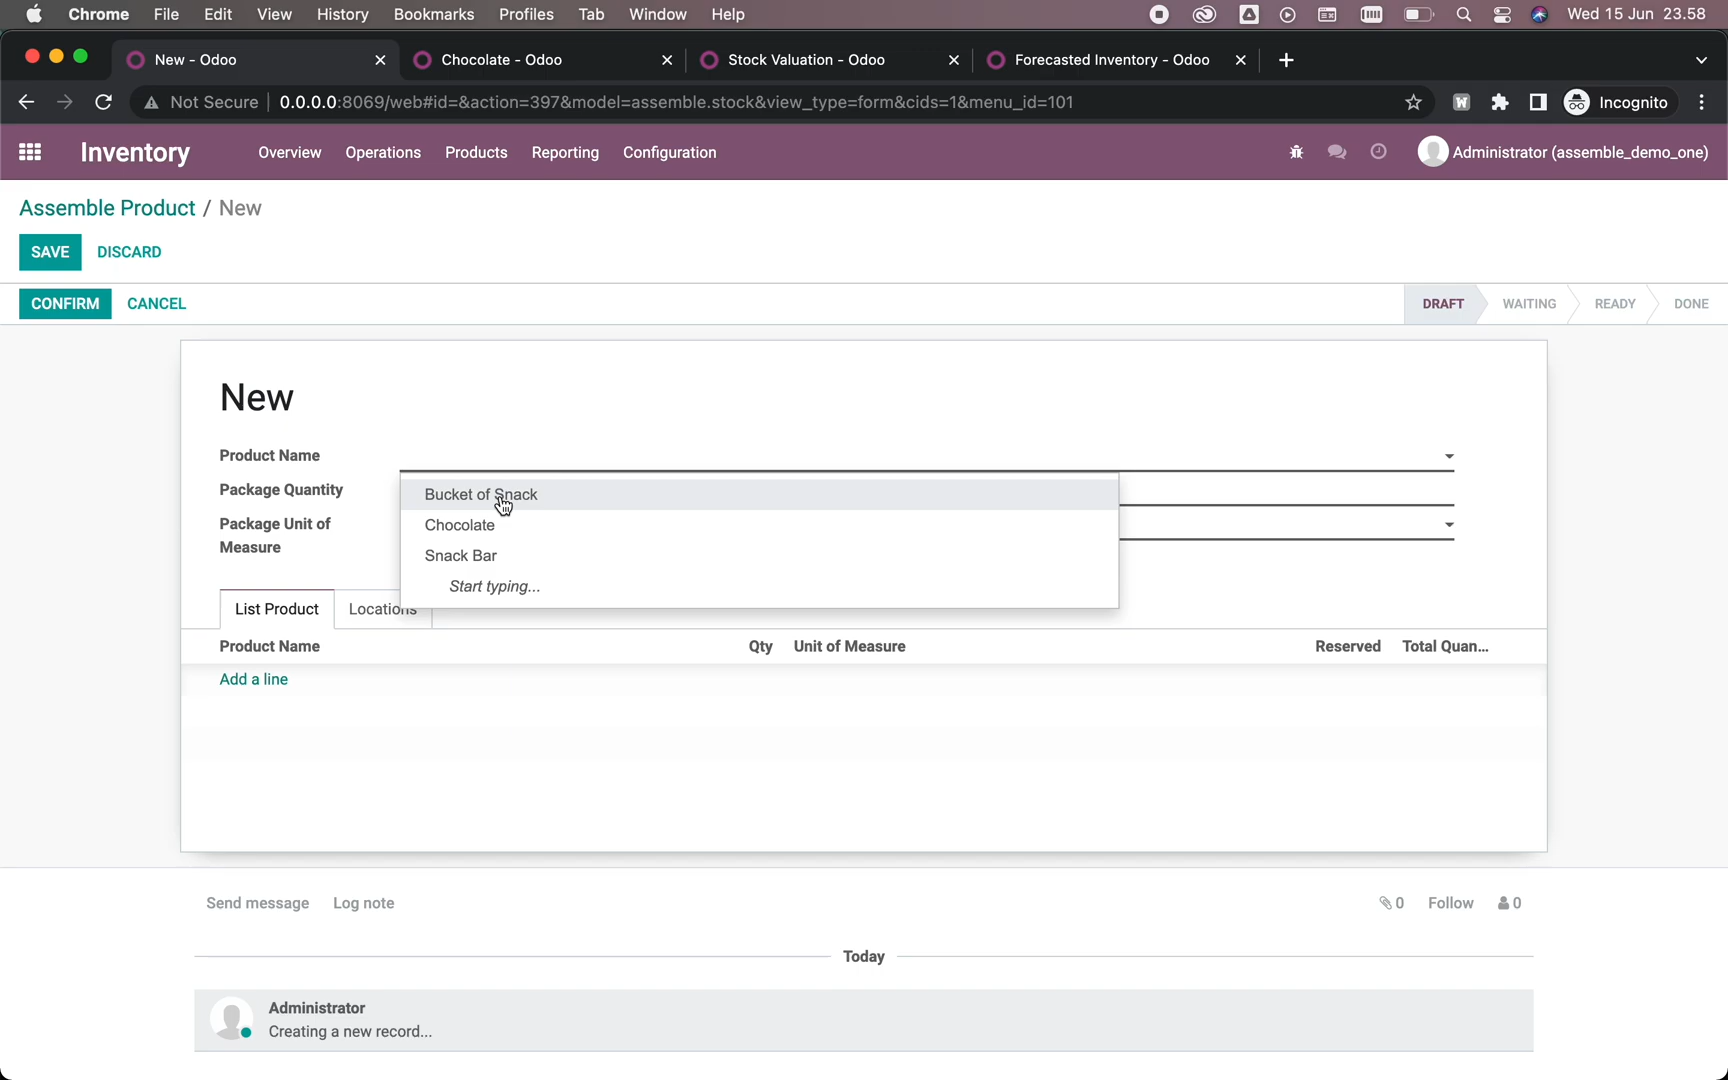 Chrome File Edit View History Bookmarks Profiles Tab Window Help Wed 15 Jun 23.58
New - Odoo Chocolate - Odoo Stock Valuation - Odoo Forecasted Inventory - Odoo
Not Secure 0.0.0.0:8069/web#id=&action=397&model=assemble.stock&view_type=form&cids=1&menu_id=101 Incognito
Inventory Overview Operations Products Reporting Configuration Administrator (assemble_demo_one)
Assemble Product / New
SAVE DISCARD
CONFIRM CANCEL DRAFT WAITING READY DONE
New
Product Name
Package Quantity
Package Unit of
Measure
Bucket of Snack
Chocolate
Snack Bar
Start typing...
List Product Locations
Product Name Qty Unit of Measure Reserved Total Quan...
Add a line
Send message Log note 0 Follow 0
Today
Administrator
Creating a new record...